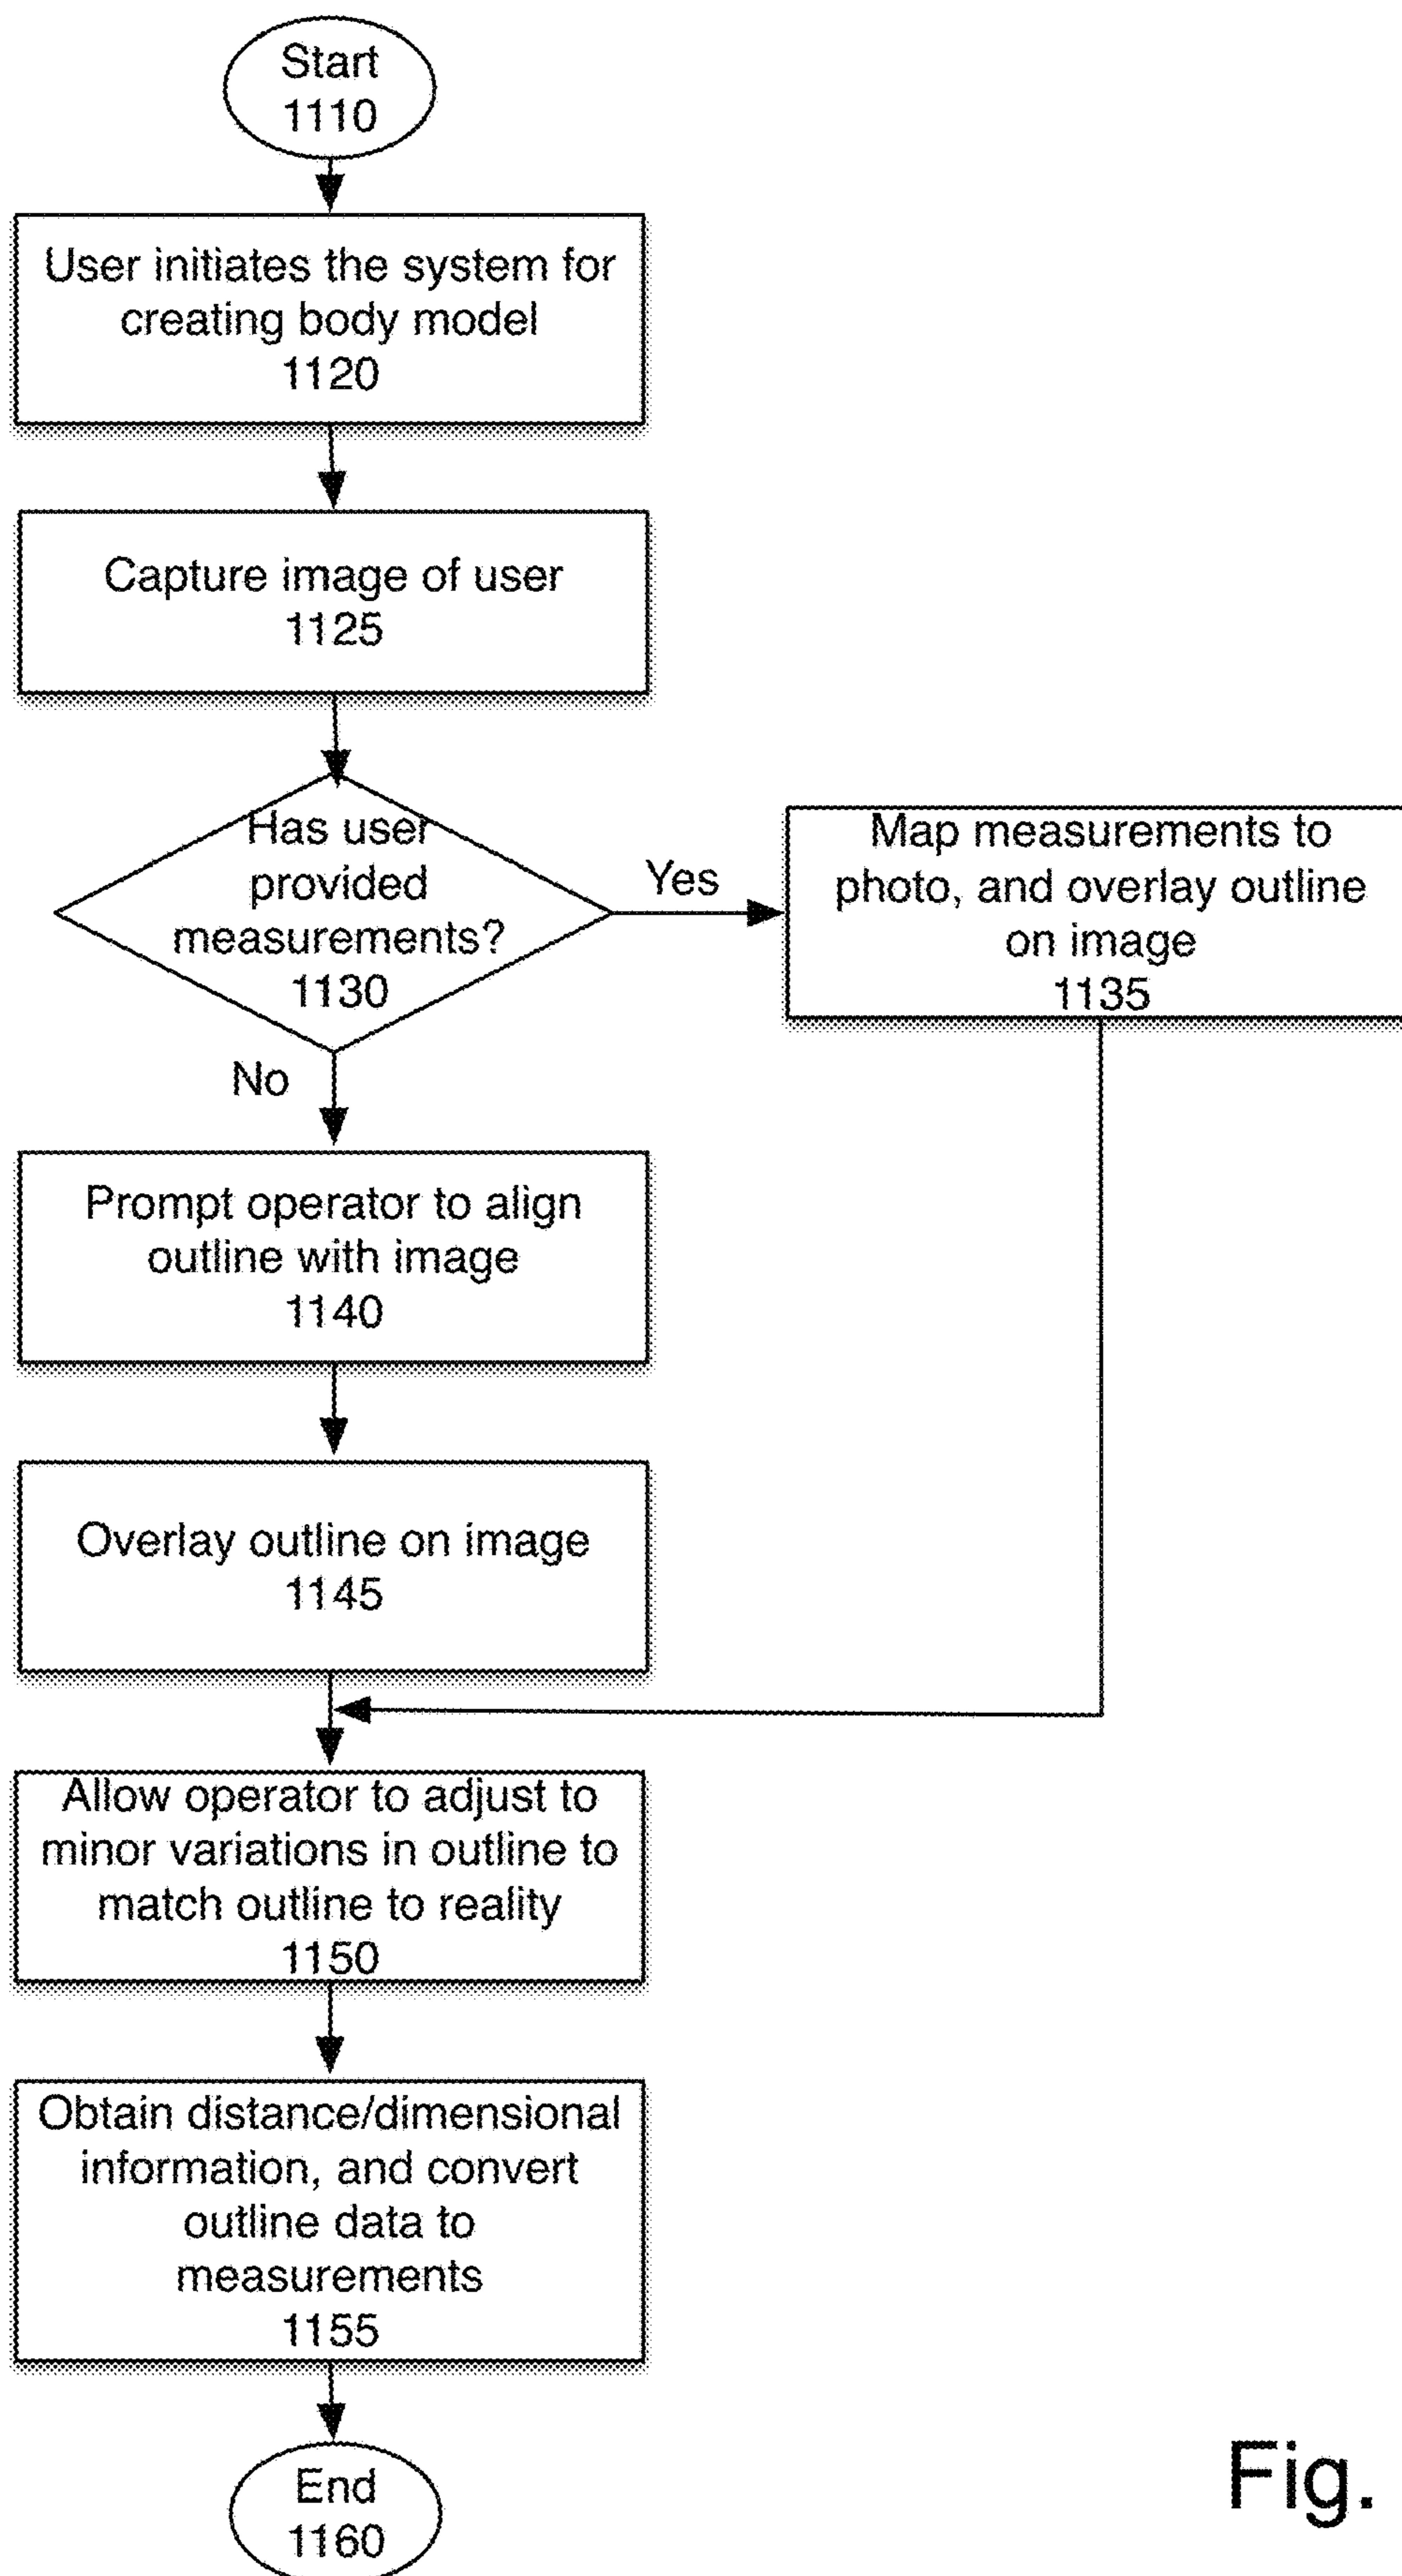 Start
1110
User initiates the system for
creating body model
1120
Capture image of user
1125
Has user
provided
measurements?
1130
Yes
Map measurements to
photo, and overlay outline
on image
1135
No
Prompt operator to align
outline with image
1140
Overlay outline on image
1145
Allow operator to adjust to
minor variations in outline to
match outline to reality
1150
Obtain distance/dimensional
information, and convert
outline data to
measurements
1155
End
1160
Fig.